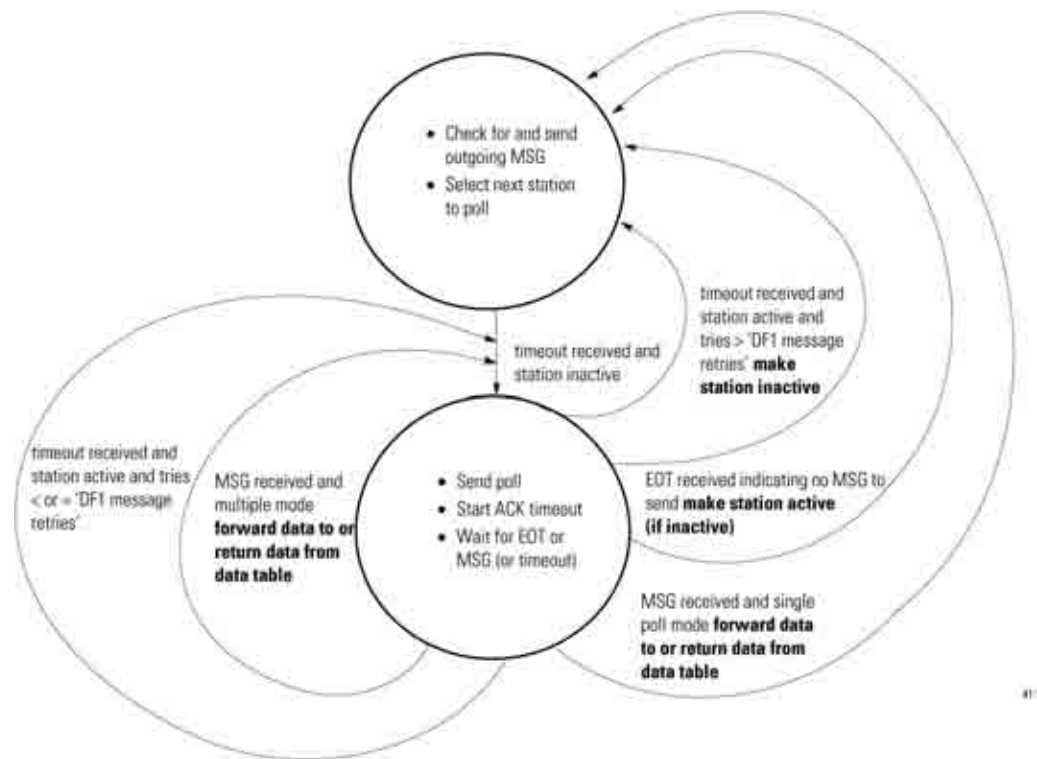 • Check for and send
outgoing MSG
• Select next station
to poll
timeout received and
station active and
tries > 'DF1 message
retries' make
station inactive
timeout received and
station inactive
timeout received and
station active and tries
< or = 'DF1 message
retries'
MSG received and
multiple mode
forward data to or
return data from
data table
• Send poll
• Start ACK timeout
• Wait for EOT or
MSG (or timeout)
EOT received indicating no MSG to
send make station active
(if inactive)
MSG received and single
poll mode forward data
to or return data from
data table